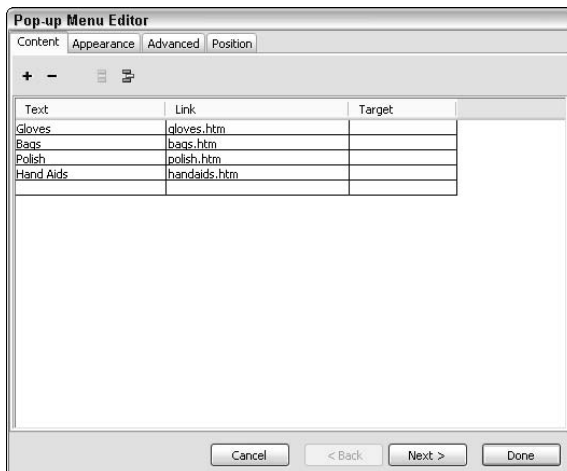 Pop-up Menu Editor
Content Appearance Advanced Position
+ −
Text Link Target
Gloves gloves.htm
Bags bags.htm
Polish polish.htm
Hand Aids handaids.htm
Cancel < Back Next > Done